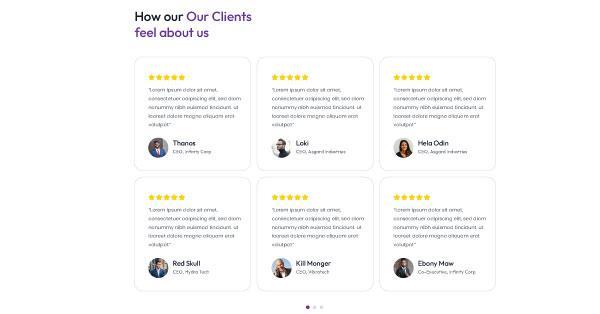 How our Our Clients
feel about us
"Lorem ipsum dolor sit amet,
consectetuer adipiscing elit, sed diam
nonummy nibh euismod tincidunt. ut
laoreet dolore magna aliquam erat
volutpat"
Thanos
CEO, Infinity Corp
"Lorem ipsum dolor sit amet,
consectetuer adipiscing elit, sed diam
nonummy nibh euismod tincidunt. ut
laoreet dolore magna aliquam erat
volutpat"
Loki
CEO, Asgard Industries
"Lorem ipsum dolor sit amet,
consectetuer adipiscing elit, sed diam
nonummy nibh euismod tincidunt. ut
laoreet dolore magna aliquam erat
volutpat"
Hela Odin
CEO, Asgard Industries
"Lorem ipsum dolor sit amet,
consectetuer adipiscing elit, sed diam
nonummy nibh euismod tincidunt. ut
laoreet dolore magna aliquam erat
volutpat"
Red Skull
CEO, Hydra Tech
"Lorem ipsum dolor sit amet,
consectetuer adipiscing elit, sed diam
nonummy nibh euismod tincidunt. ut
laoreet dolore magna aliquam erat
volutpat"
Kill Monger
CEO, Vibratech
"Lorem ipsum dolor sit amet,
consectetuer adipiscing elit, sed diam
nonummy nibh euismod tincidunt. ut
laoreet dolore magna aliquam erat
volutpat"
Ebony Maw
Co-Executive, Infinity Corp